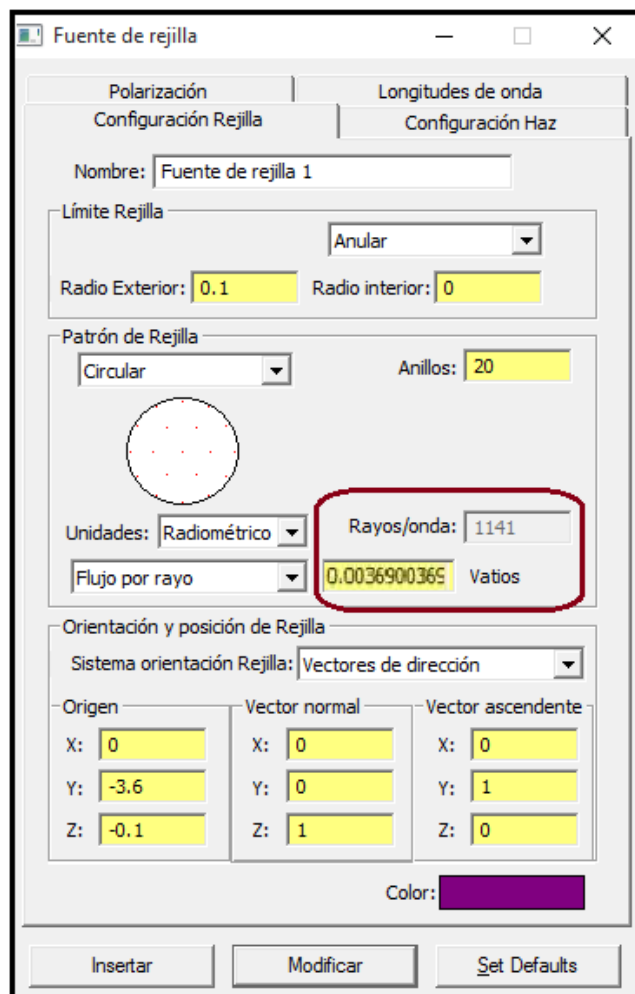 Fuente de rejilla
Polarización
Longitudes de onda
Configuración Rejilla
Configuración Haz
Nombre: Fuente de rejilla 1
Límite Rejilla
Anular
Radio Exterior: 0.1 Radio interior: 0
Patrón de Rejilla
Circular
Anillos: 20
Unidades: Radiométrico
Rayos/onda: 1141
Flujo por rayo
0.0036900369 Vatios
Orientación y posición de Rejilla
Sistema orientación Rejilla: Vectores de dirección
Origen
X: 0
Y: -3.6
Z: -0.1
Vector normal
X: 0
Y: 0
Z: 1
Vector ascendente
X: 0
Y: 1
Z: 0
Color:
Insertar
Modificar
Set Defaults